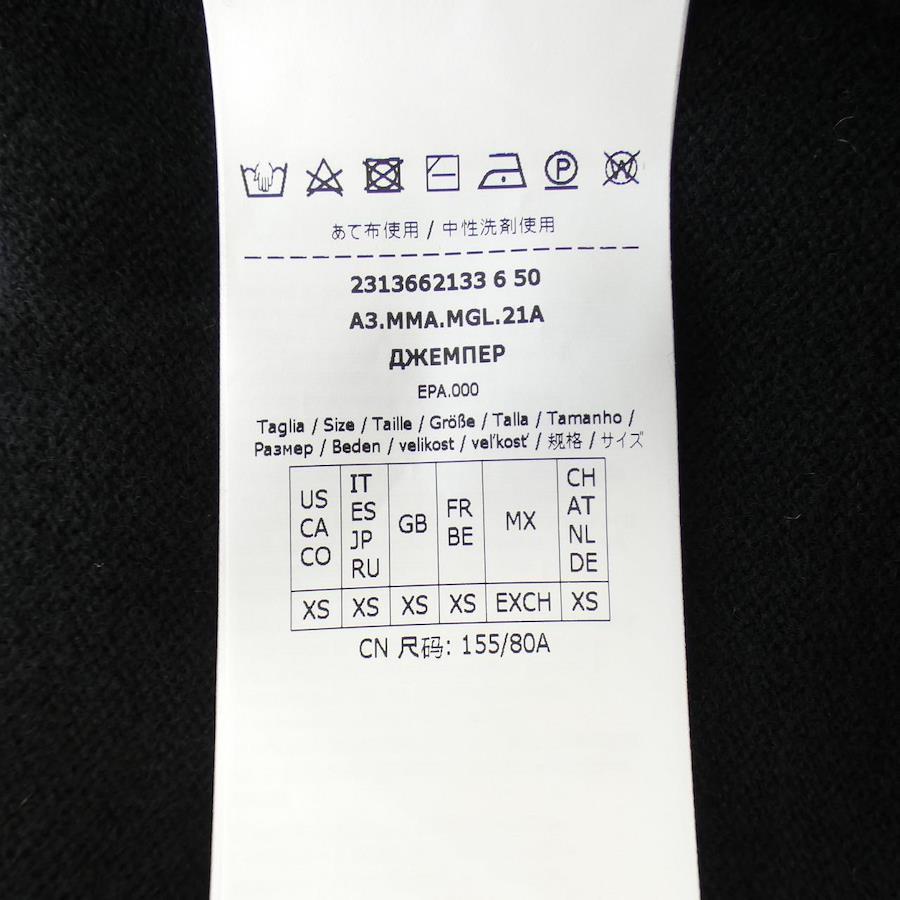 P W
あて布使用 / 中性洗剤使用
2313662133 6 50
A3.MMA.MGL.21A
ДЖЕМПЕР
EPA.000
Taglia / Size / Taille / Größe / Talla / Tamanho /
Размер / Beden / velikost / veľkosť / 规格 / サイズ
US CA CO IT ES JP RU GB FR BE MX CH AT NL DE
XS XS XS XS EXCH XS
CN 尺码: 155/80A